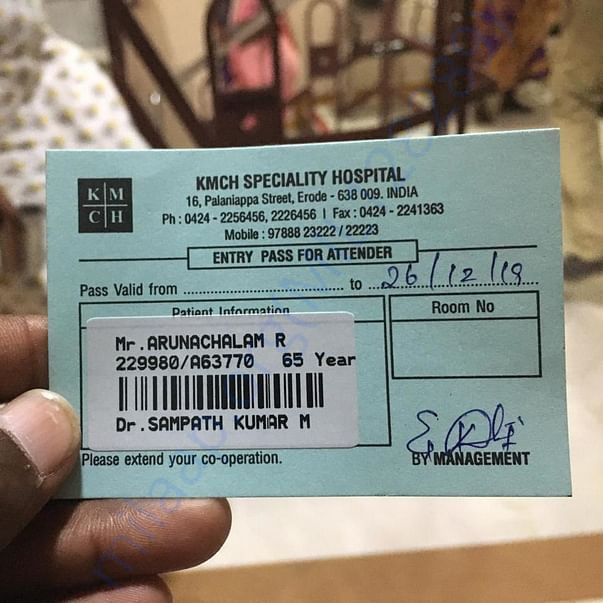 K M
C H
KMCH SPECIALITY HOSPITAL
16, Palaniappa Street, Erode - 638 009. INDIA
Ph : 0424 - 2256456, 2226456 I Fax : 0424 - 2241363
Mobile : 97888 23222 / 22223
ENTRY PASS FOR ATTENDER
Pass Valid from ........................................ to ...26/12/19
Patient Information
Room No
Mr.ARUNACHALAM R
229980/A63770 65 Year
Dr.SAMPATH KUMAR M
Please extend your co-operation.
BY MANAGEMENT